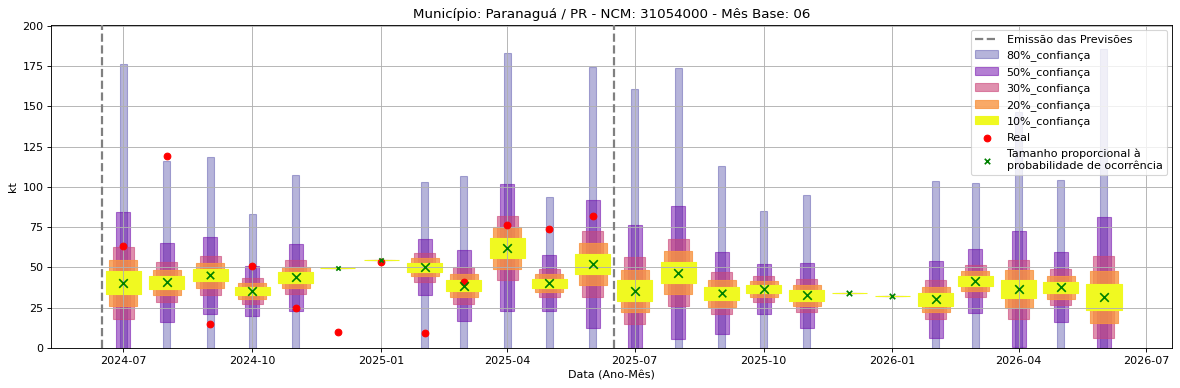 Município: Paranaguá / PR - NCM: 31054000 - Mês Base: 06
200
175
150
125
100
75
50
25
0
kt
Emissão das Previsões
80%_confiança
50%_confiança
30%_confiança
20%_confiança
10%_confiança
Real
Tamanho proporcional à
probabilidade de ocorrência
2024-07
2024-10
2025-01
2025-04
2025-07
2025-10
2026-01
2026-04
2026-07
Data (Ano-Mês)